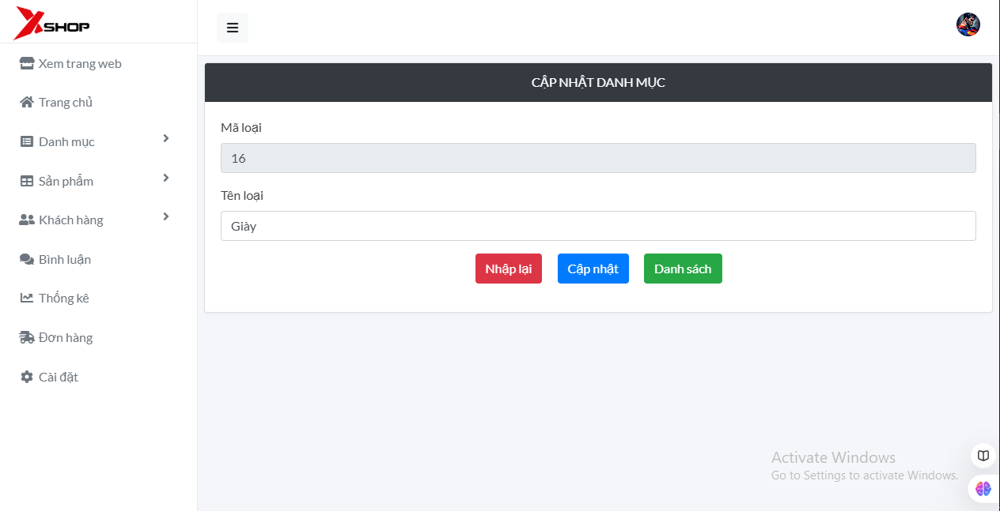 XSHOP
Xem trang web
Trang chủ
Danh mục
Sản phẩm
Khách hàng
Bình luận
Thống kê
Đơn hàng
Cài đặt
CẬP NHẬT DANH MỤC
Mã loại
16
Tên loại
Giày
Nhập lại Cập nhật Danh sách
Activate Windows
Go to Settings to activate Windows.